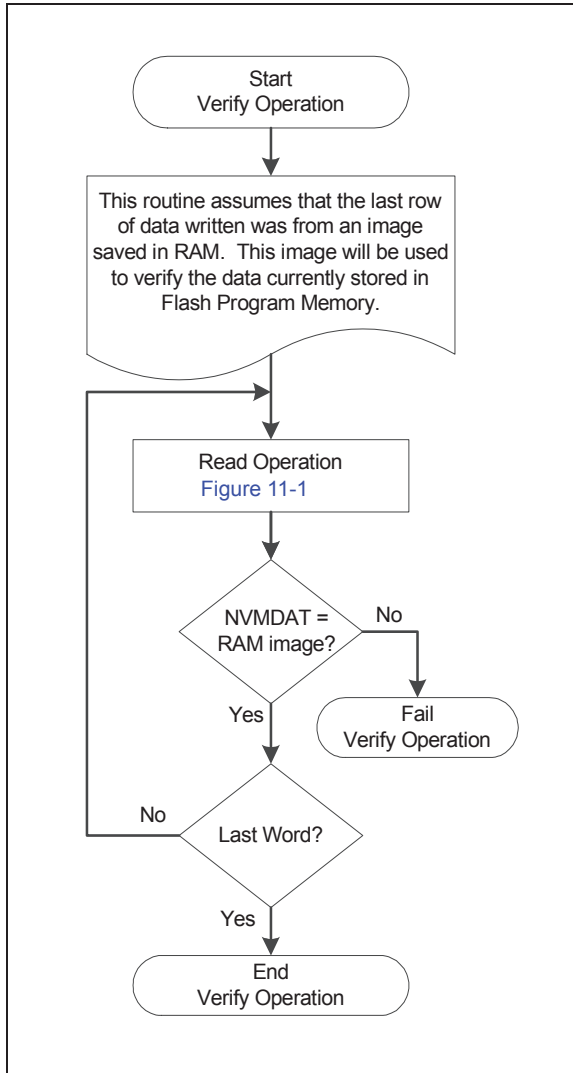 Start
Verify Operation
This routine assumes that the last row
of data written was from an image
saved in RAM.  This image will be used
to verify the data currently stored in
Flash Program Memory.
Read Operation
Figure 11-1
NVMDAT =
RAM image?
No
Yes
Fail
Verify Operation
No
Last Word?
Yes
End
Verify Operation